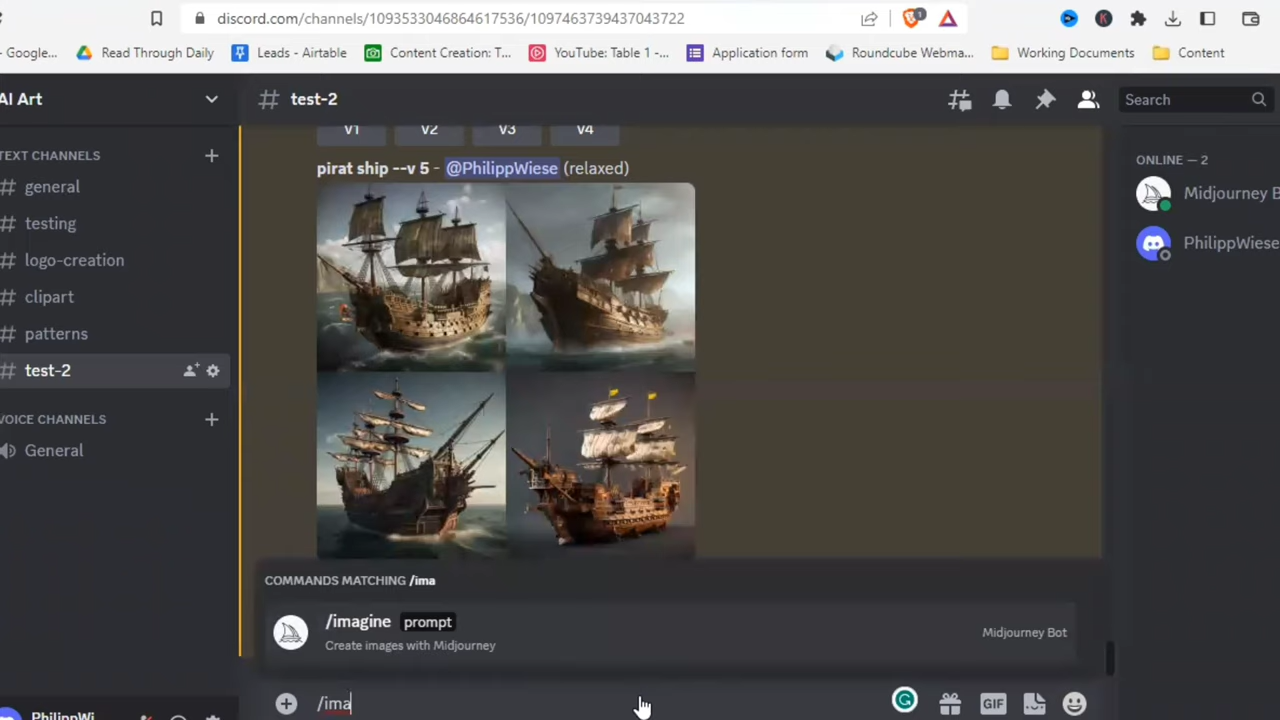 discord.com/channels/1093533046864617536/1097463739437043722
1
K
- Google...
Read Through Daily
Leads - Airtable
Content Creation: T...
YouTube: Table 1 -...
Application form
Roundcube Webma...
Working Documents
Content
AI Art
# test-2
Search
TEXT CHANNELS
# general
# testing
# logo-creation
# clipart
# patterns
# test-2
VOICE CHANNELS
General
PhilippWi
V1 V2 V3 V4
pirat ship --v 5 - @PhilippWiese (relaxed)
COMMANDS MATCHING /ima
/imagine prompt
Create images with Midjourney
Midjourney Bot
/ima
G
GIF
ONLINE — 2
Midjourney B
PhilippWiese